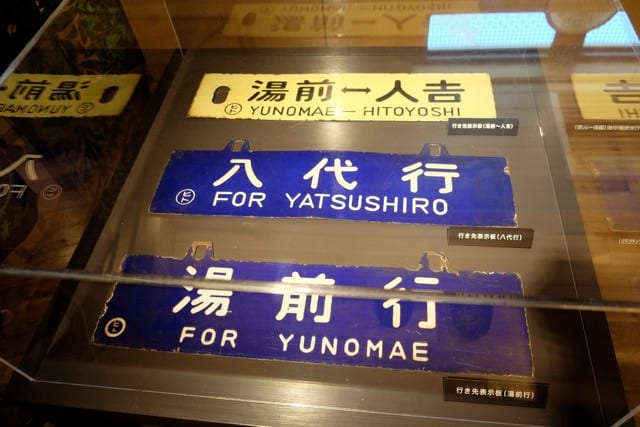 湯前↔人吉
YUNOMAE — HITOYOSHI
行き先表示板(湯前〜人吉)
八代行
FOR YATSUSHIRO
行き先表示板(八代行)
湯前行
FOR YUNOMAE
行き先表示板(湯前行)